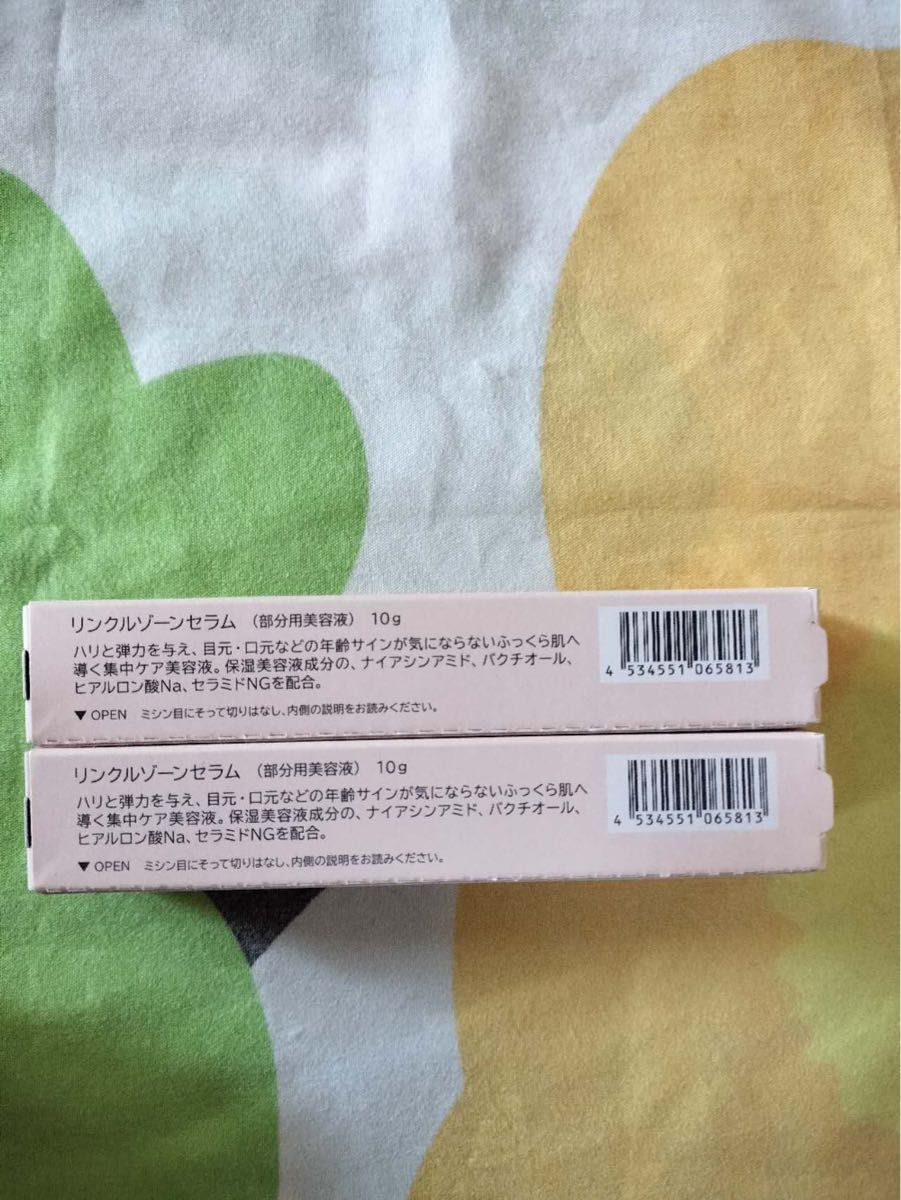 リンクルゾーンセラム （部分用美容液） 10g
ハリと弾力を与え、目元・口元などの年齢サインが気にならないふっくら肌へ
導く集中ケア美容液。保湿美容液成分の、ナイアシンアミド、バクチオール、
ヒアルロン酸Na、セラミドNGを配合。
▼ OPEN ミシン目にそって切りはなし、内側の説明をお読みください。
4 534551 065813
リンクルゾーンセラム （部分用美容液） 10g
ハリと弾力を与え、目元・口元などの年齢サインが気にならないふっくら肌へ
導く集中ケア美容液。保湿美容液成分の、ナイアシンアミド、バクチオール、
ヒアルロン酸Na、セラミドNGを配合。
▼ OPEN ミシン目にそって切りはなし、内側の説明をお読みください。
4 534551 065813